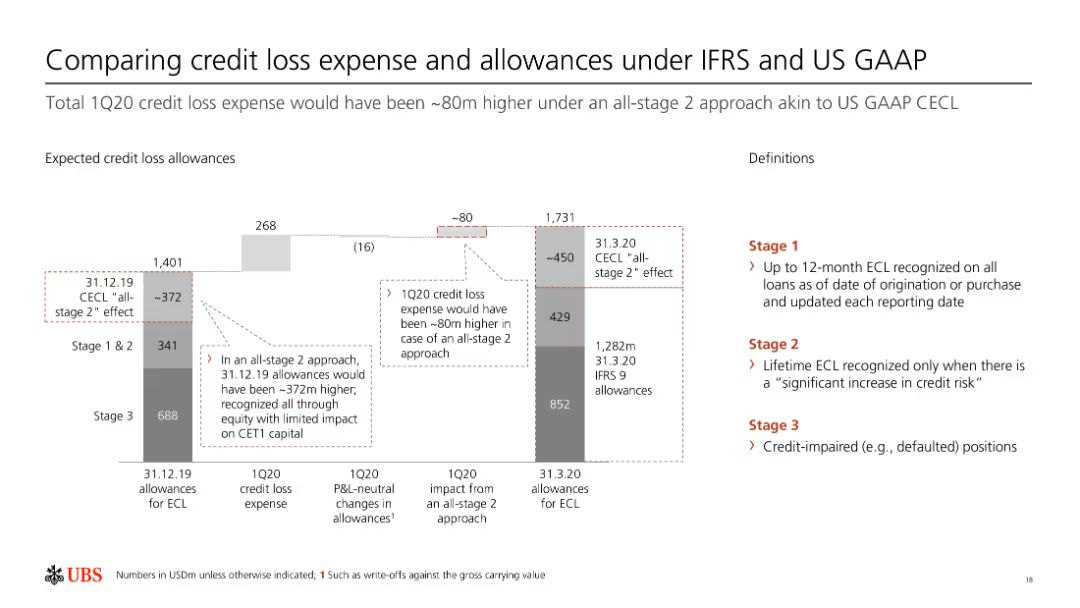 Comparing credit loss expense and allowances under IFRS and US GAAP
Total 1Q20 credit loss expense would have been ~80m higher under an all-stage 2 approach akin to US GAAP CECL
Expected credit loss allowances
1,401
31.12.19
CECL "all-
stage 2" effect
~372
Stage 1 & 2
341
Stage 3
688
› In an all-stage 2 approach,
31.12.19 allowances would
have been ~372m higher;
recognized all through
equity with limited impact
on CET1 capital
268
(16)
~80
› 1Q20 credit loss
expense would have
been ~80m higher in
case of an all-stage 2
approach
1,731
~450
429
852
31.3.20
CECL "all-
stage 2" effect
1,282m
31.3.20
IFRS 9
allowances
31.12.19
allowances
for ECL
1Q20
credit loss
expense
1Q20
P&L-neutral
changes in
allowances1
1Q20
impact from
an all-stage 2
approach
31.3.20
allowances
for ECL
Definitions
Stage 1
› Up to 12-month ECL recognized on all
loans as of date of origination or purchase
and updated each reporting date
Stage 2
› Lifetime ECL recognized only when there is
a “significant increase in credit risk”
Stage 3
› Credit-impaired (e.g., defaulted) positions
UBS
Numbers in USDm unless otherwise indicated; 1 Such as write-offs against the gross carrying value
18